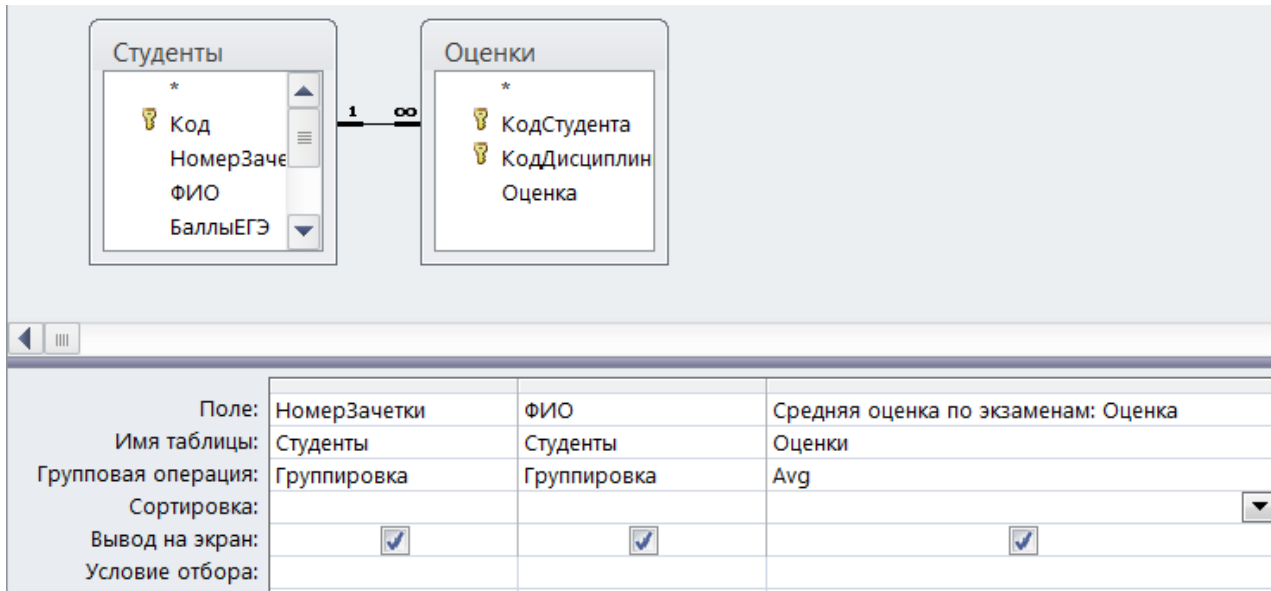 Студенты
*
Код
НомерЗаче
ФИО
БаллыЕГЭ
1 ∞
Оценки
*
КодСтудента
КодДисциплин
Оценка
Поле: НомерЗачетки ФИО Средняя оценка по экзаменам: Оценка
Имя таблицы: Студенты Студенты Оценки
Групповая операция: Группировка Группировка Avg
Сортировка:
Вывод на экран:
Условие отбора: